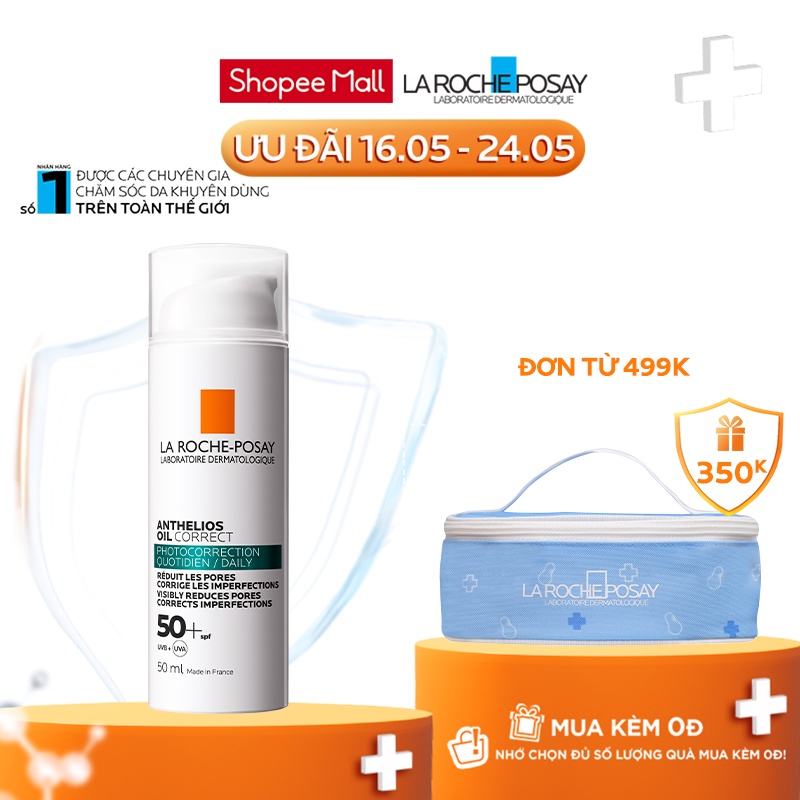 Shopee Mall
LA ROCHE POSAY
LABORATOIRE DERMATOLOGIQUE
ƯU ĐÃI 16.05 - 24.05
NHÃN HÀNG
số 1
ĐƯỢC CÁC CHUYÊN GIA
CHĂM SÓC DA KHUYÊN DÙNG
TRÊN TOÀN THẾ GIỚI
LA ROCHE-POSAY
LABORATOIRE DERMATOLOGIQUE
ANTHELIOS
OIL CORRECT
PHOTOCORRECTION
QUOTIDIEN / DAILY
RÉDUIT LES PORES
CORRIGE LES IMPERFECTIONS
VISIBLY REDUCES PORES
CORRECTS IMPERFECTIONS
50+ spf
UVB + UVA
50 ml Made in France
ĐƠN TỪ 499K
350K
LA ROCHE POSAY
LABORATOIRE DERMATOLOGIQUE
MUA KÈM 0Đ
NHỚ CHỌN ĐỦ SỐ LƯỢNG QUÀ MUA KÈM 0Đ!